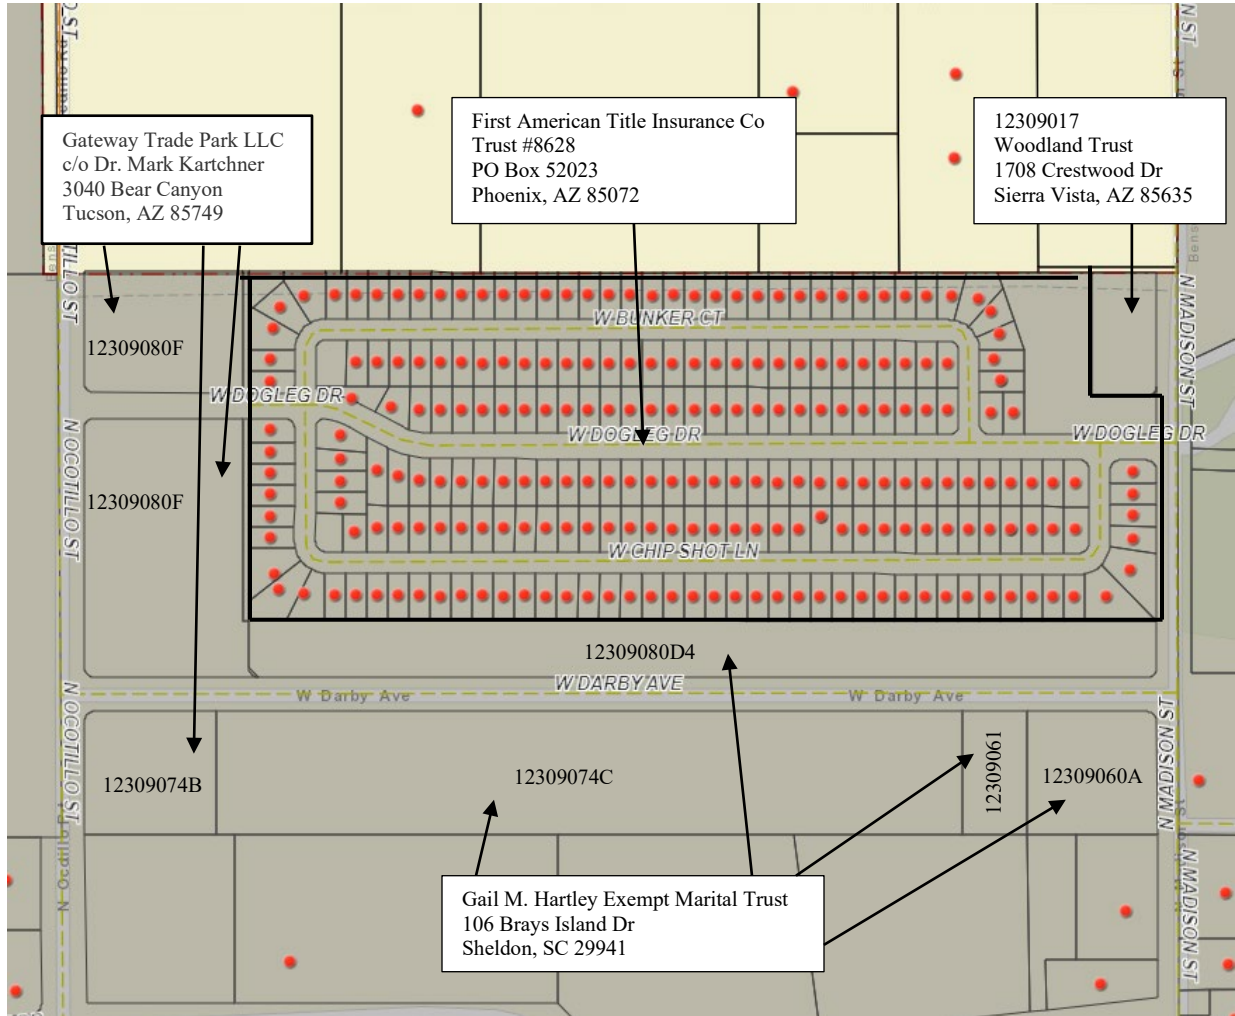 Gateway Trade Park LLC
c/o Dr. Mark Kartchner
3040 Bear Canyon
Tucson, AZ 85749
First American Title Insurance Co
Trust #8628
PO Box 52023
Phoenix, AZ 85072
12309017
Woodland Trust
1708 Crestwood Dr
Sierra Vista, AZ 85635
N ST
W BUNKER CT
12309080F
N MADISON ST
W DOGLEG DR
W DOGLEG DR
W DOGLEG DR
N OCOTILLO ST
12309080F
W CHIP SHOT LN
12309080D4
W DARBY AVE
W Darby Ave
W Darby Ave
N OCOTILLO ST
N MADISON ST
12309074B
12309074C
12309061
12309060A
N MADISON ST
Gail M. Hartley Exempt Marital Trust
106 Brays Island Dr
Sheldon, SC 29941